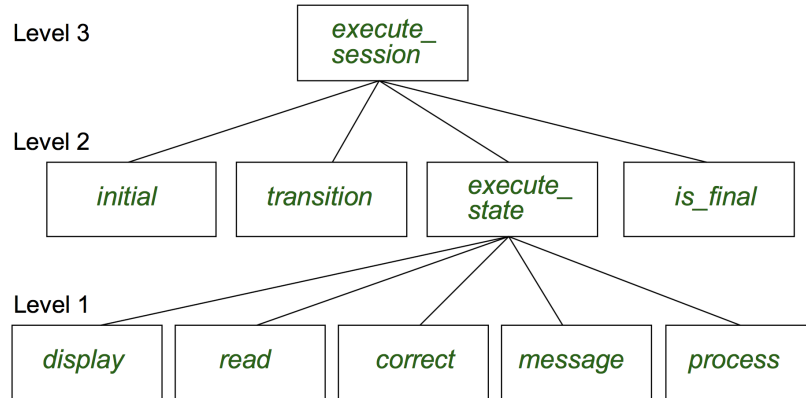 Level 3
execute_
session
Level 2
initial
transition
execute_
state
is_final
Level 1
display
read
correct
message
process